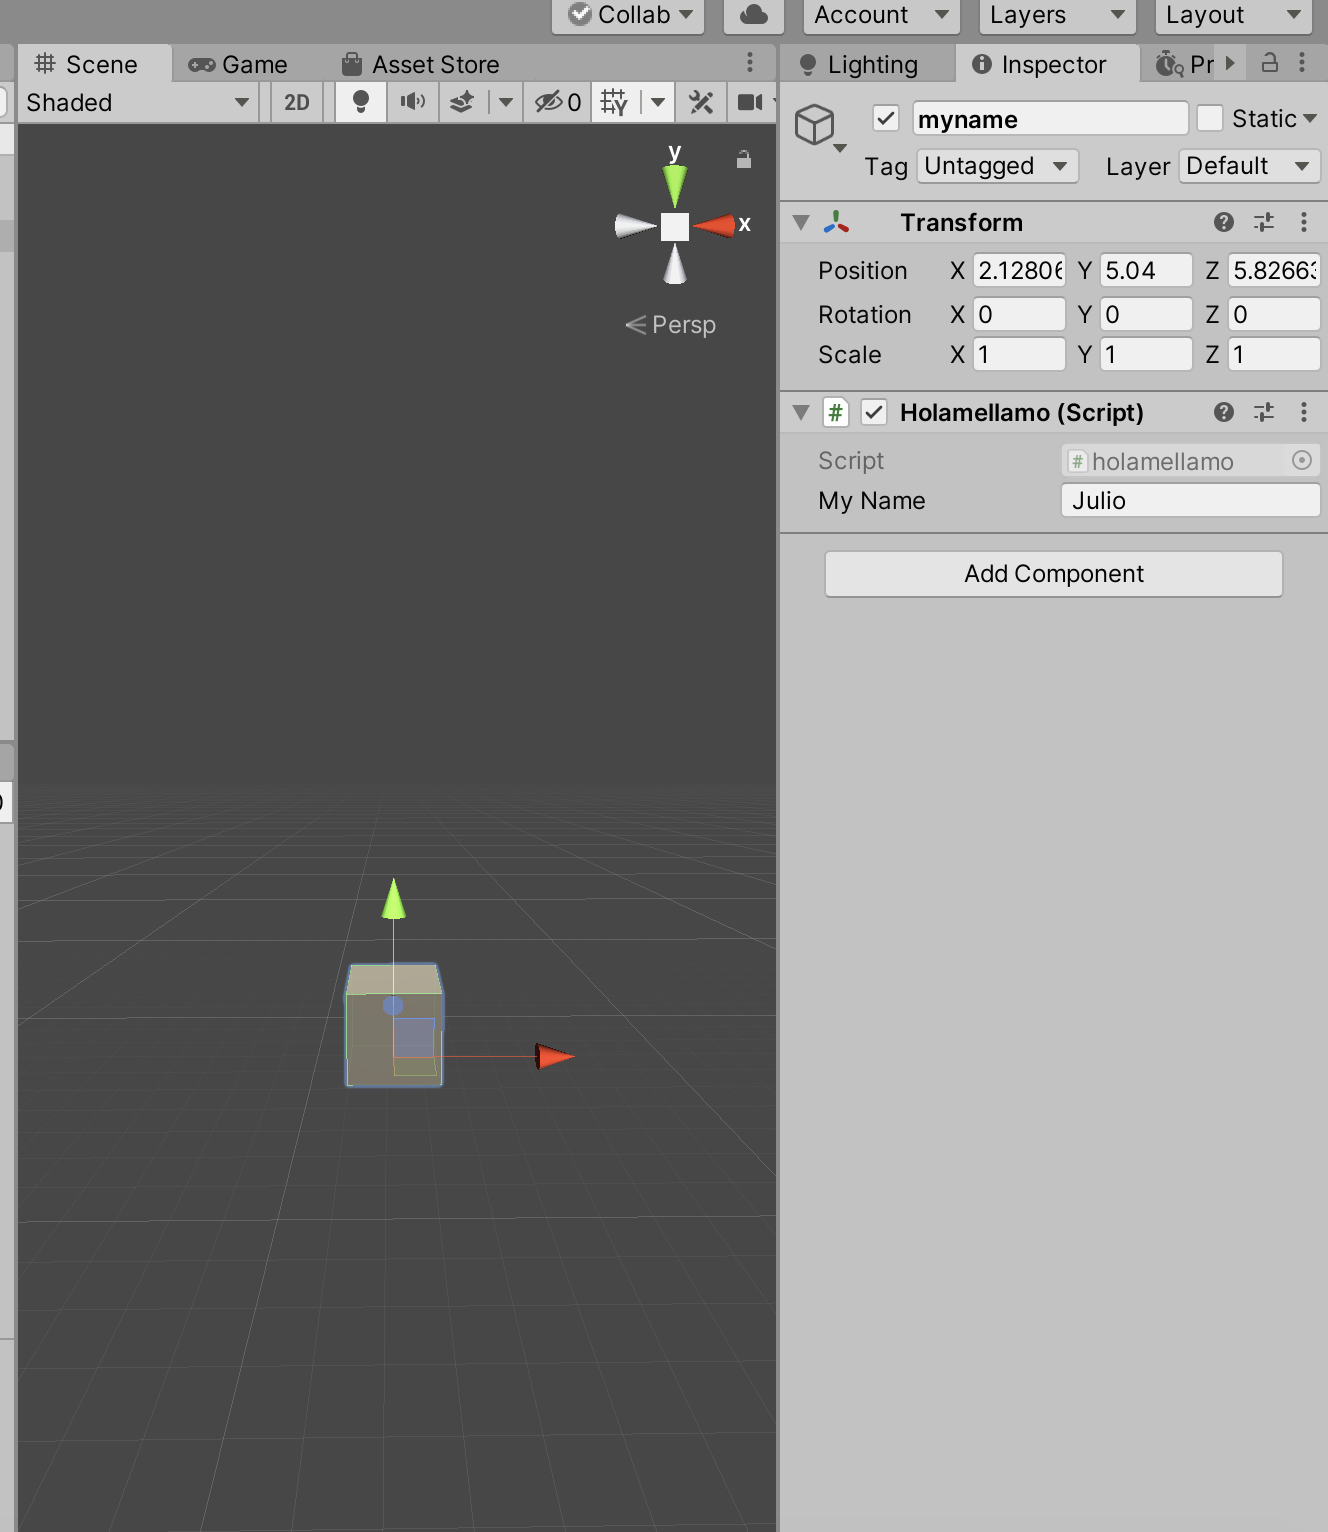 Collab Account Layers Layout
Scene Game Asset Store
Shaded 2D 0
y
x
Persp
Lighting Inspector Pr
myname Static
Tag Untagged Layer Default
Transform
Position X 2.12806 Y 5.04 Z 5.82663
Rotation X 0 Y 0 Z 0
Scale X 1 Y 1 Z 1
# Holamellamo (Script)
Script # holamellamo
My Name Julio
Add Component